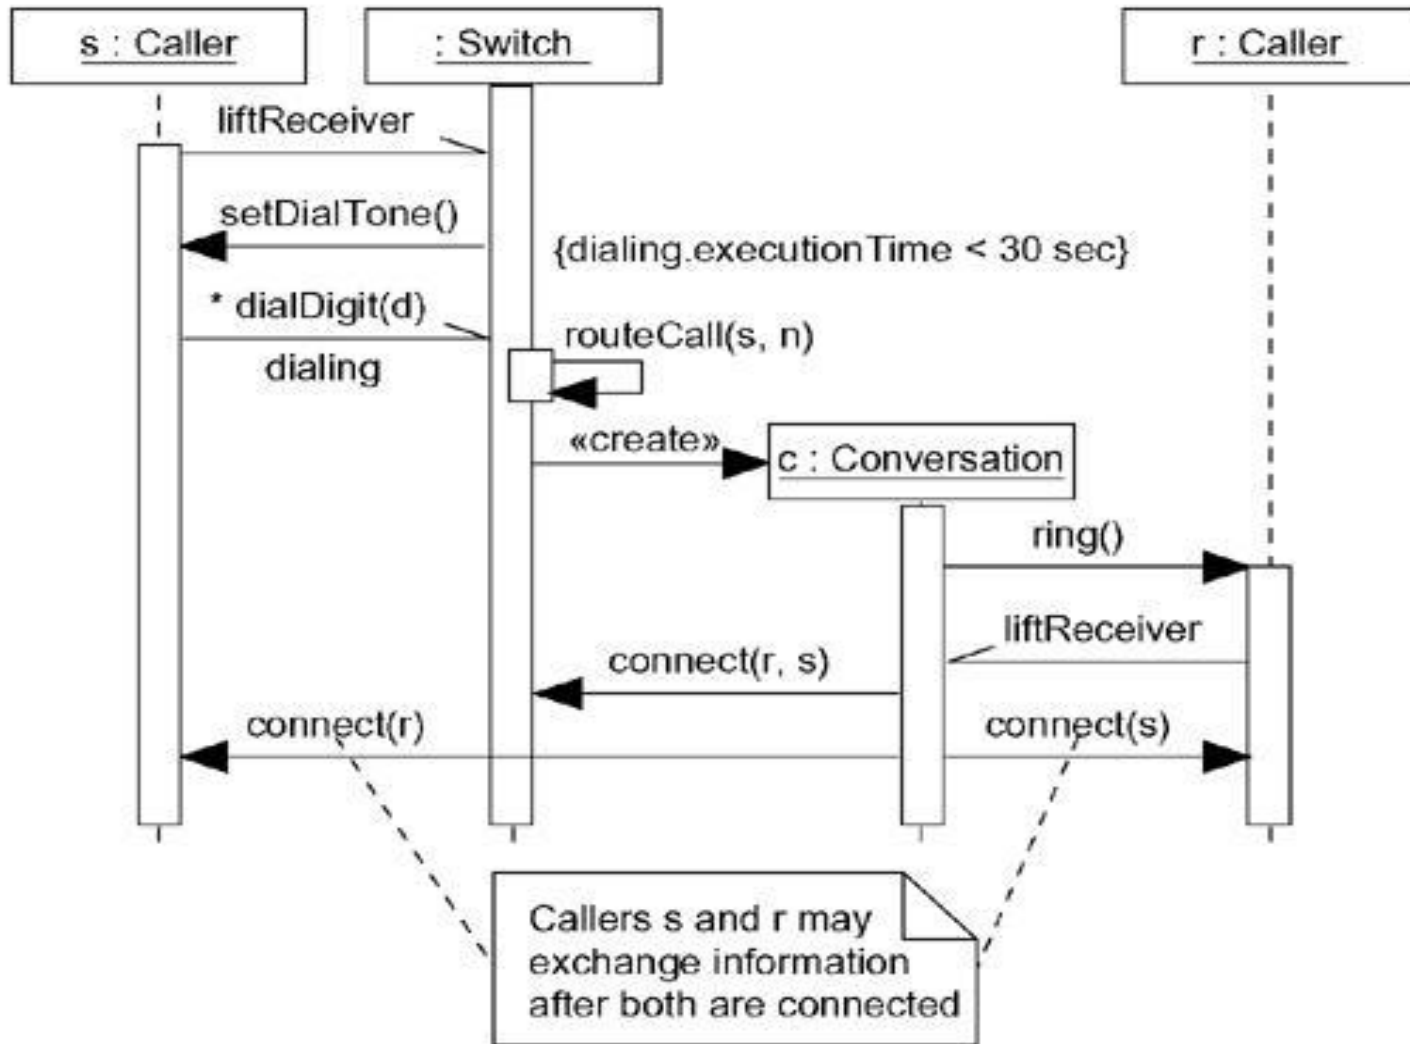 s : Caller
: Switch
r : Caller
liftReceiver
setDialTone()
{dialing.executionTime < 30 sec}
* dialDigit(d)
routeCall(s, n)
dialing
«create»
c : Conversation
ring()
liftReceiver
connect(r, s)
connect(r)
connect(s)
Callers s and r may
exchange information
after both are connected